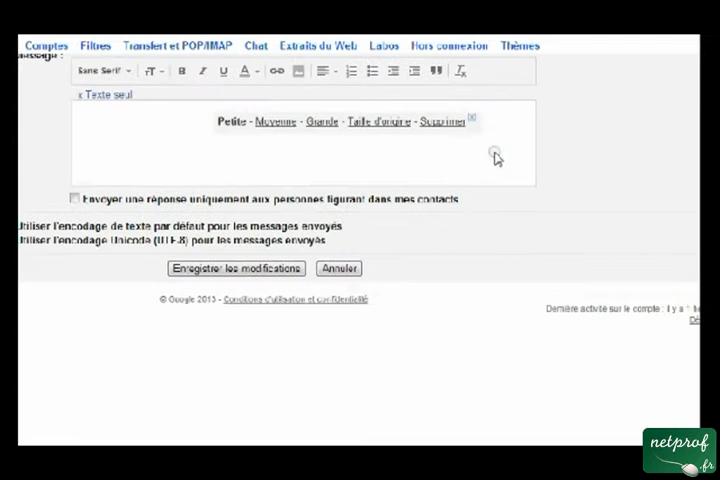 Comptes Filtres Transfert et POP/IMAP Chat Extraits du Web Labos Hors connexion Thèmes
message :
Sans Serif
x Texte seul
Petite - Moyenne - Grande - Taille d'origine - Supprimer
Envoyer une réponse uniquement aux personnes figurant dans mes contacts
Utiliser l'encodage de texte par défaut pour les messages envoyés
Utiliser l'encodage Unicode (UTF-8) pour les messages envoyés
Enregistrer les modifications Annuler
© Google 2013 - Conditions d'utilisation et confidentialité
Dernière activité sur le compte : il y a 1
netprof
.fr